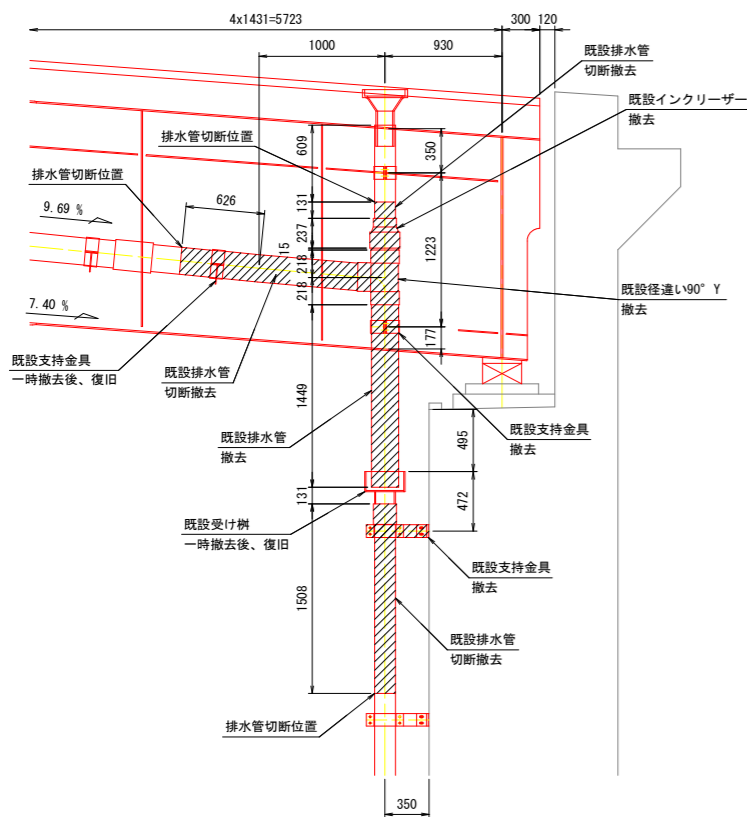 4x1431=5723
300
120
1000
930
既設排水管
切断撤去
既設インクリーザー
撤去
排水管切断位置
609
350
排水管切断位置
626
131
9.69 %
237
15
218
1223
218
既設径違い90°Y
撤去
7.40 %
177
既設支持金具
一時撤去後、復旧
既設排水管
切断撤去
1449
既設排水管
撤去
既設支持金具
撤去
495
131
472
既設受け桝
一時撤去後、復旧
既設支持金具
撤去
1508
既設排水管
切断撤去
排水管切断位置
350